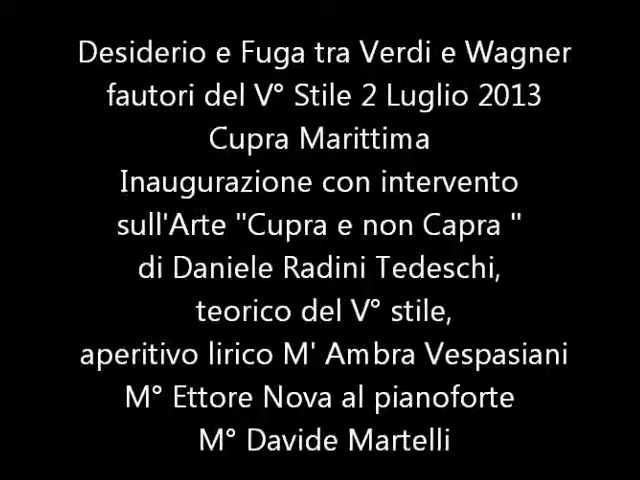 Desiderio e Fuga tra Verdi e Wagner
fautori del V° Stile 2 Luglio 2013
Cupra Marittima
Inaugurazione con intervento
sull'Arte "Cupra e non Capra "
di Daniele Radini Tedeschi,
teorico del V° stile,
aperitivo lirico M' Ambra Vespasiani
M° Ettore Nova al pianoforte
M° Davide Martelli